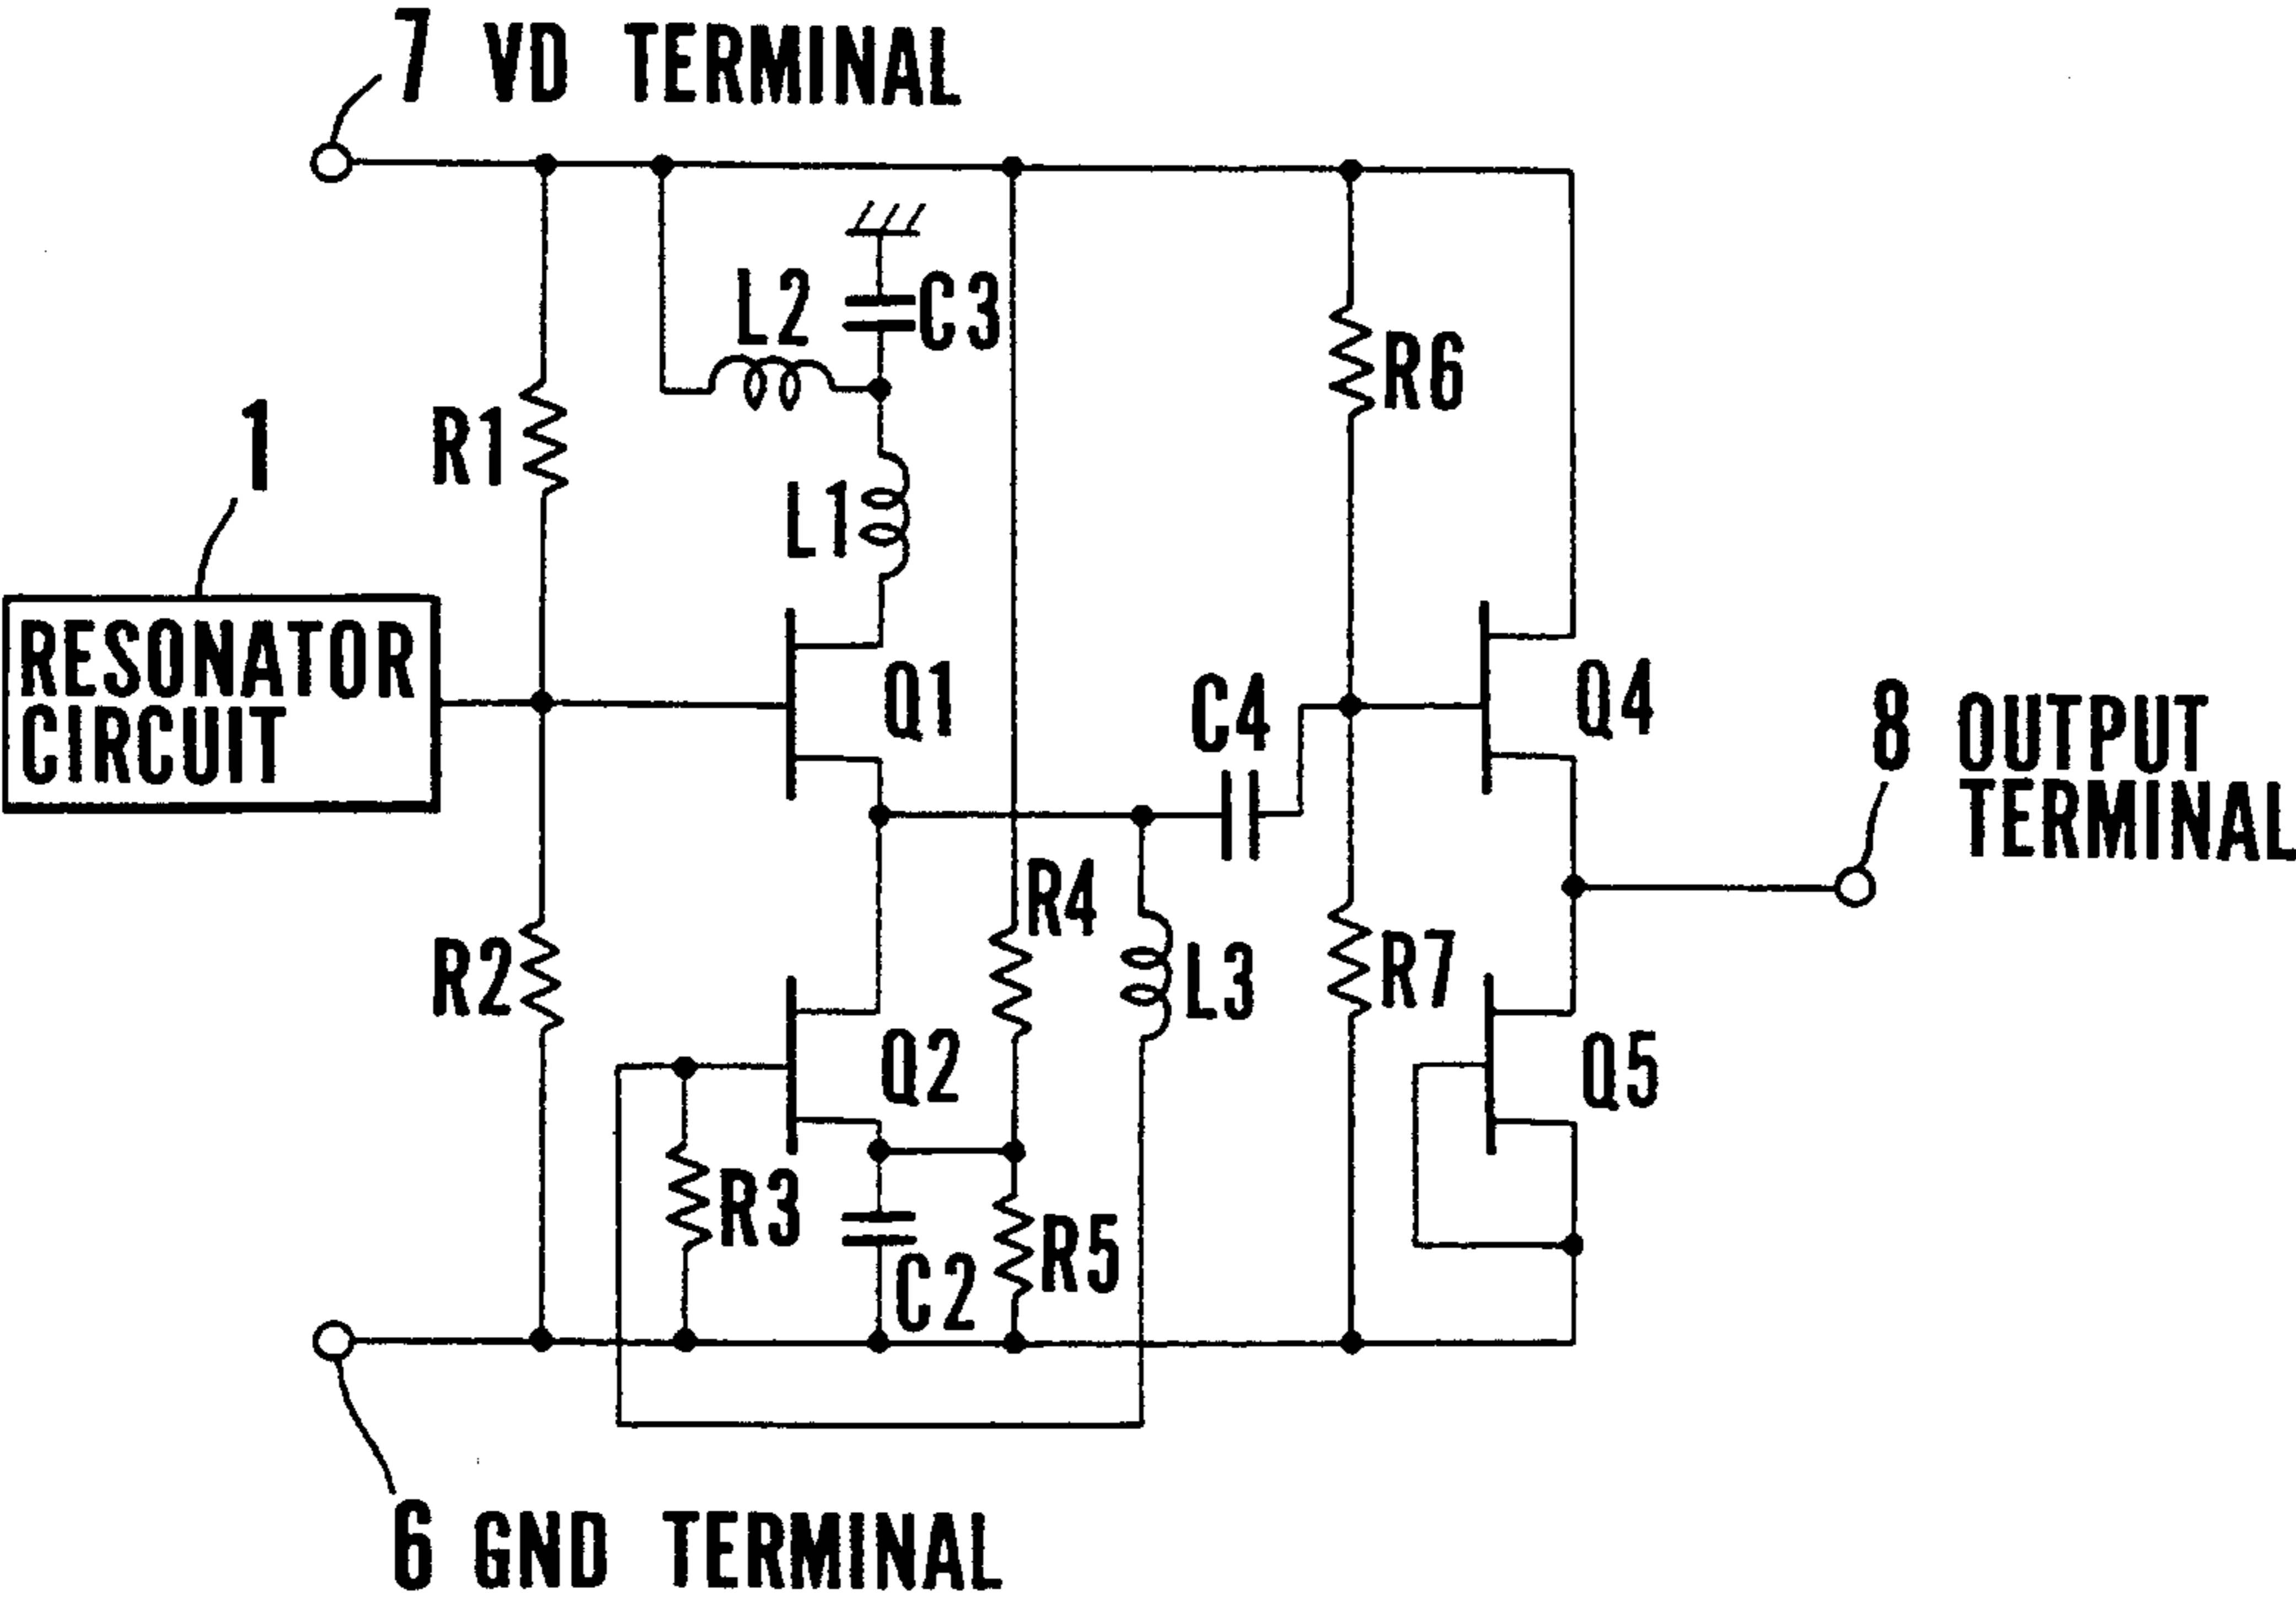 7 VD TERMINAL
L2
C3
R6
R1
1
L1
RESONATOR
CIRCUIT
Q1
C4
Q4
8 OUTPUT
TERMINAL
R4
R2
L3
R7
Q2
Q5
R3
R5
C2
6 GND TERMINAL